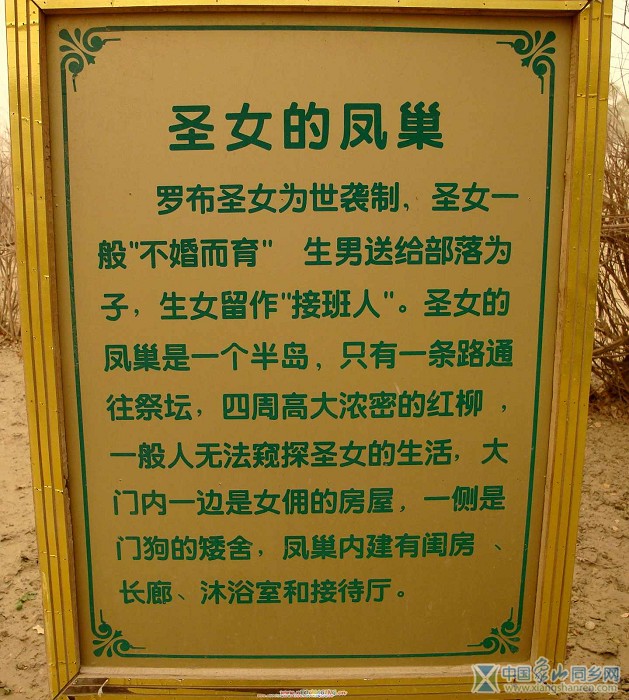 圣女的凤巢
罗布圣女为世袭制，圣女一
般"不婚而育" 生男送给部落为
子，生女留作"接班人"。圣女的
凤巢是一个半岛，只有一条路通
往祭坛，四周高大浓密的红柳，
一般人无法窥探圣女的生活，大
门内一边是女佣的房屋，一侧是
门狗的矮舍，凤巢内建有闺房、
长廊、沐浴室和接待厅。
中国象山同乡网
www.xiangshanren.com